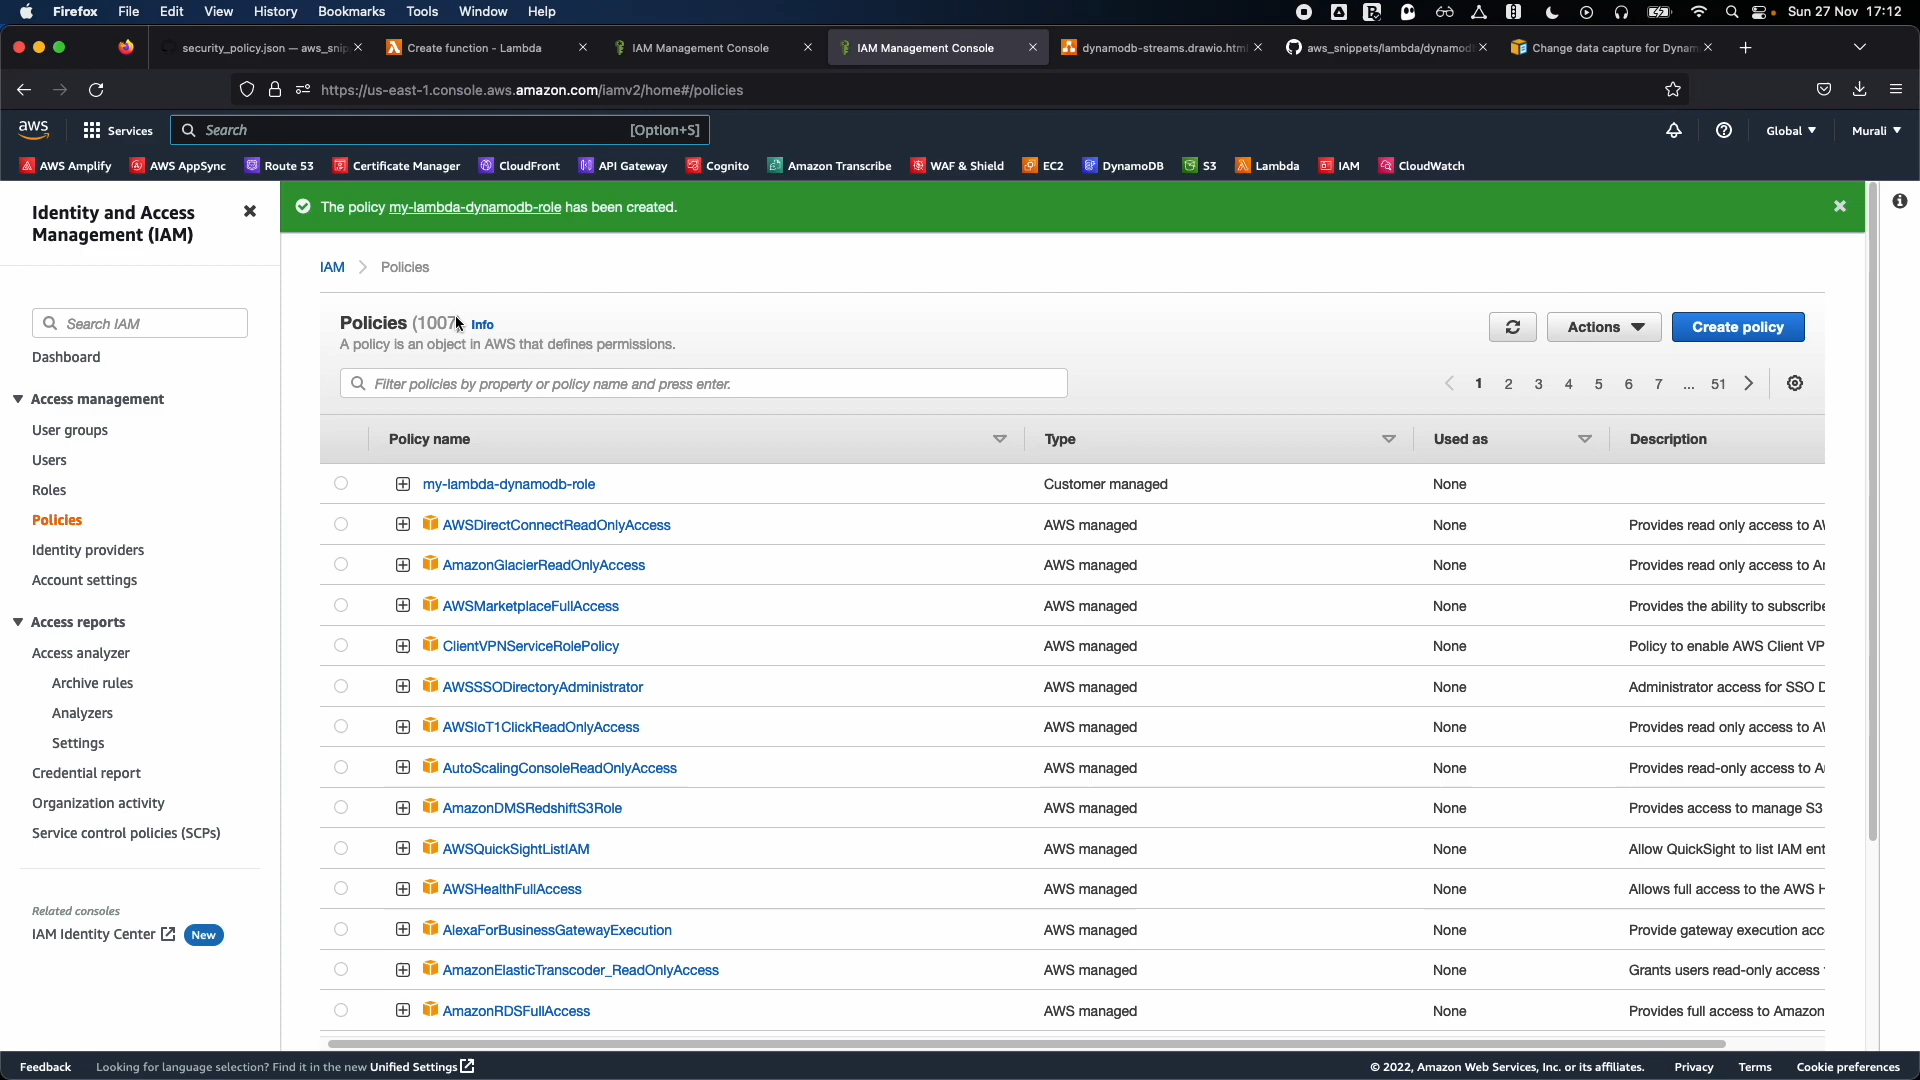 Firefox File Edit View History Bookmarks Tools Window Help Sun 27 Nov 17:12
security_policy.json — aws_snip Create function - Lambda IAM Management Console IAM Management Console dynamodb-streams.drawio.html aws_snippets/lambda/dynamod Change data capture for Dynam
https://us-east-1.console.aws.amazon.com/iamv2/home#/policies
aws Services Search [Option+S] Global Murali
AWS Amplify AWS AppSync Route 53 Certificate Manager CloudFront API Gateway Cognito Amazon Transcribe WAF & Shield EC2 DynamoDB S3 Lambda IAM CloudWatch
Identity and Access
Management (IAM)
Search IAM
Dashboard
Access management
User groups
Users
Roles
Policies
Identity providers
Account settings
Access reports
Access analyzer
Archive rules
Analyzers
Settings
Credential report
Organization activity
Service control policies (SCPs)
Related consoles
IAM Identity Center New
The policy my-lambda-dynamodb-role has been created.
IAM Policies
Policies (1007) Info
A policy is an object in AWS that defines permissions.
Actions Create policy
Filter policies by property or policy name and press enter.
1 2 3 4 5 6 7 ... 51
Policy name Type Used as Description
my-lambda-dynamodb-role Customer managed None
AWSDirectConnectReadOnlyAccess AWS managed None Provides read only access to AW
AmazonGlacierReadOnlyAccess AWS managed None Provides read only access to Ar
AWSMarketplaceFullAccess AWS managed None Provides the ability to subscribe
ClientVPNServiceRolePolicy AWS managed None Policy to enable AWS Client VP
AWSSSODirectoryAdministrator AWS managed None Administrator access for SSO D
AWSIoT1ClickReadOnlyAccess AWS managed None Provides read only access to AW
AutoScalingConsoleReadOnlyAccess AWS managed None Provides read-only access to Au
AmazonDMSRedshiftS3Role AWS managed None Provides access to manage S3
AWSQuickSightListIAM AWS managed None Allow QuickSight to list IAM ent
AWSHealthFullAccess AWS managed None Allows full access to the AWS H
AlexaForBusinessGatewayExecution AWS managed None Provide gateway execution acc
AmazonElasticTranscoder_ReadOnlyAccess AWS managed None Grants users read-only access
AmazonRDSFullAccess AWS managed None Provides full access to Amazon
Feedback Looking for language selection? Find it in the new Unified Settings © 2022, Amazon Web Services, Inc. or its affiliates. Privacy Terms Cookie preferences